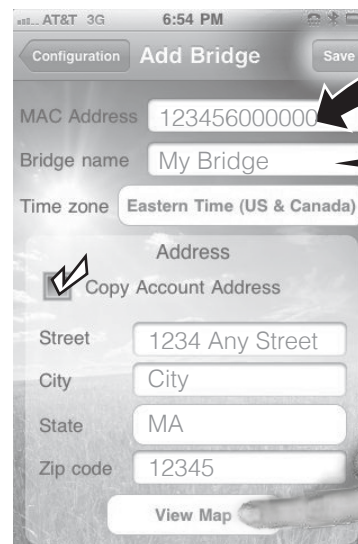 AT&T 3G 6:54 PM
Configuration Add Bridge Save
MAC Address 123456000000
Bridge name My Bridge
Time zone Eastern Time (US & Canada)
Address
Copy Account Address
Street 1234 Any Street
City City
State MA
Zip code 12345
View Map